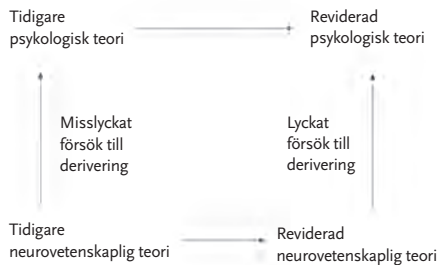 Tidigare
psykologisk teori
Reviderad
psykologisk teori
Misslyckat
försök till
derivering
Lyckat
försök till
derivering
Tidigare
neurovetenskaplig teori
Reviderad
neurovetenskaplig teori